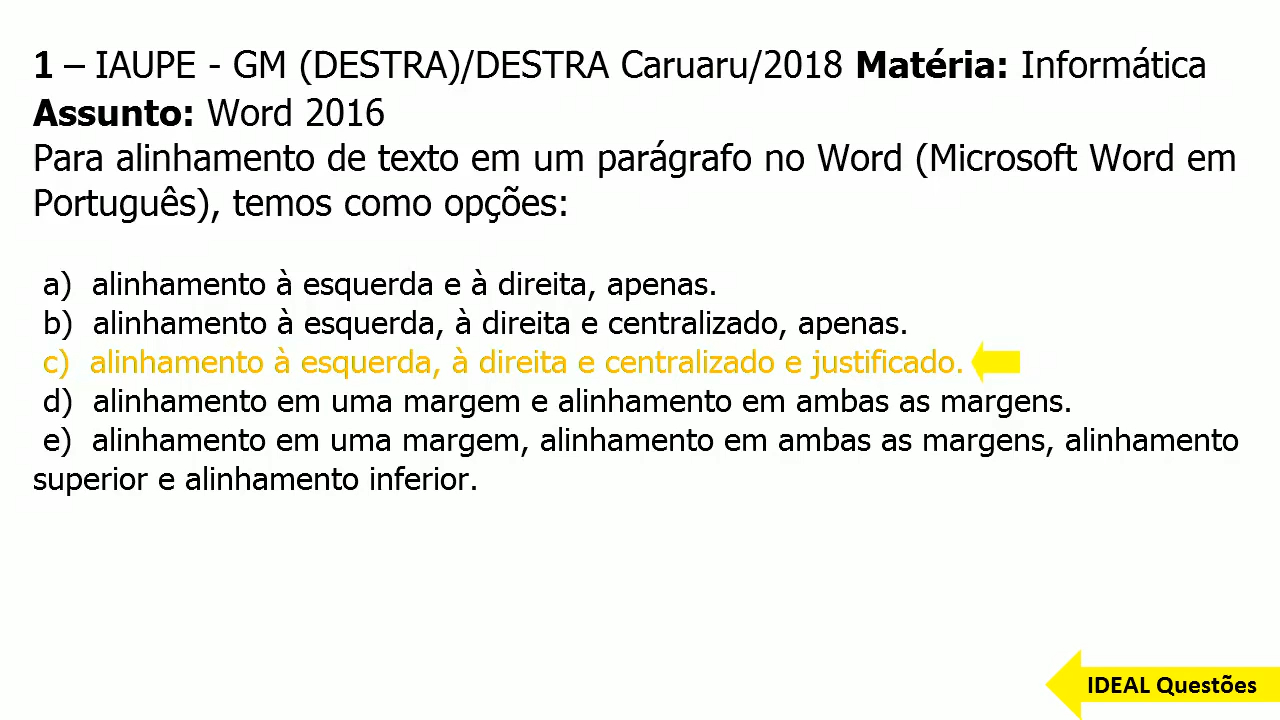 1 – IAUPE - GM (DESTRA)/DESTRA Caruaru/2018 Matéria: Informática
Assunto: Word 2016
Para alinhamento de texto em um parágrafo no Word (Microsoft Word em
Português), temos como opções:
a) alinhamento à esquerda e à direita, apenas.
b) alinhamento à esquerda, à direita e centralizado, apenas.
c) alinhamento à esquerda, à direita e centralizado e justificado.
d) alinhamento em uma margem e alinhamento em ambas as margens.
e) alinhamento em uma margem, alinhamento em ambas as margens, alinhamento
superior e alinhamento inferior.
IDEAL Questões